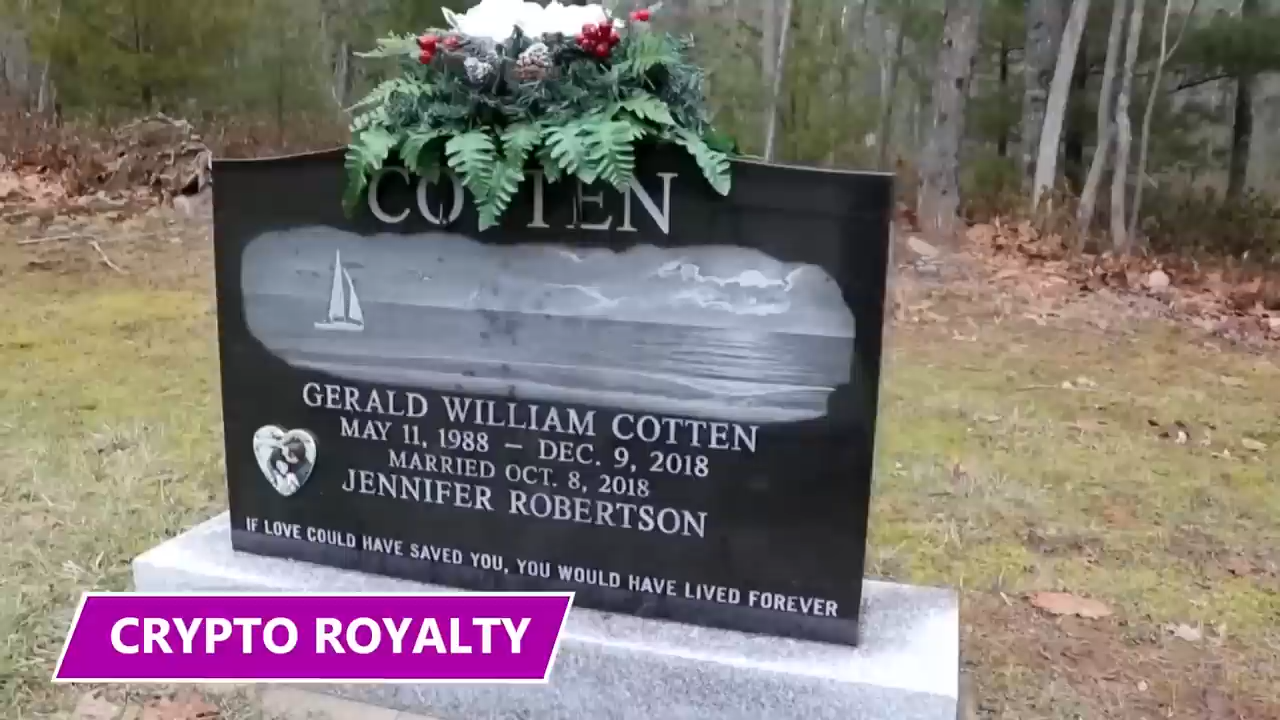 COTTEN
GERALD WILLIAM COTTEN
MAY 11, 1988 — DEC. 9, 2018
MARRIED OCT. 8, 2018
JENNIFER ROBERTSON
IF LOVE COULD HAVE SAVED YOU, YOU WOULD HAVE LIVED FOREVER
CRYPTO ROYALTY